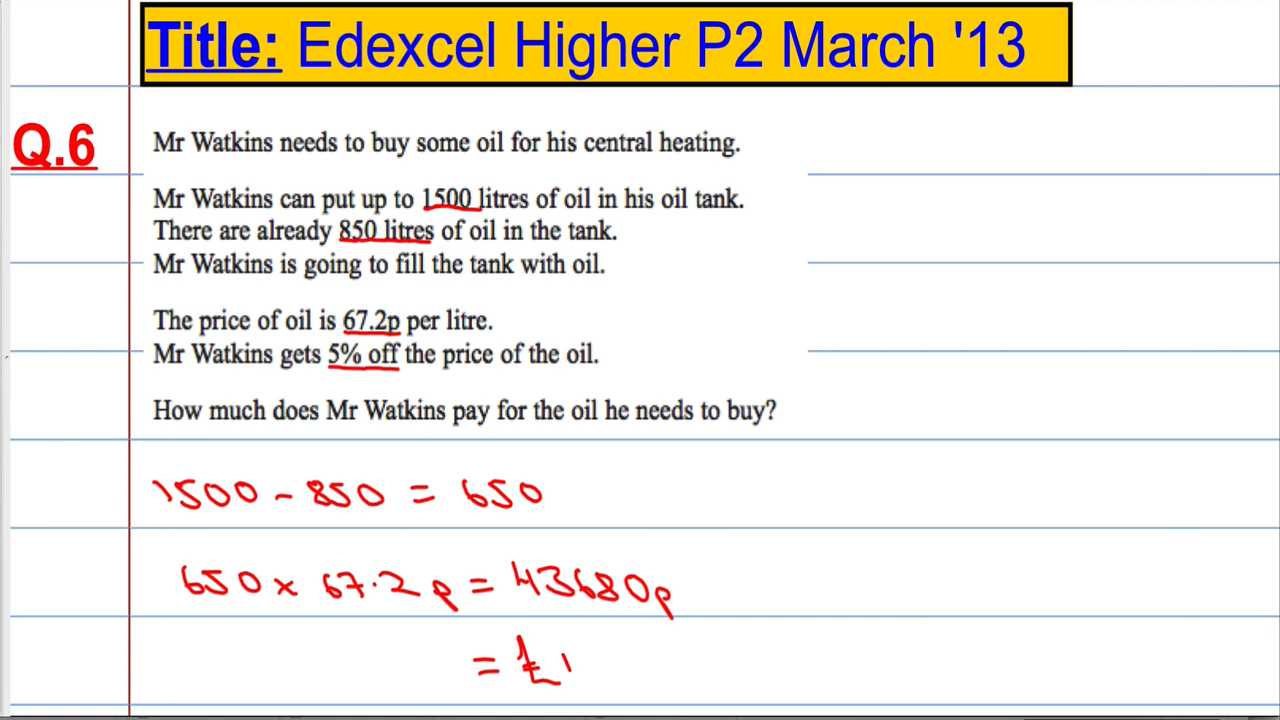 Title: Edexcel Higher P2 March '13
Q.6
Mr Watkins needs to buy some oil for his central heating.
Mr Watkins can put up to 1500 litres of oil in his oil tank.
There are already 850 litres of oil in the tank.
Mr Watkins is going to fill the tank with oil.
The price of oil is 67.2p per litre.
Mr Watkins gets 5% off the price of the oil.
How much does Mr Watkins pay for the oil he needs to buy?
1500 - 850 = 650
650 × 67.2p = 43680p
= £